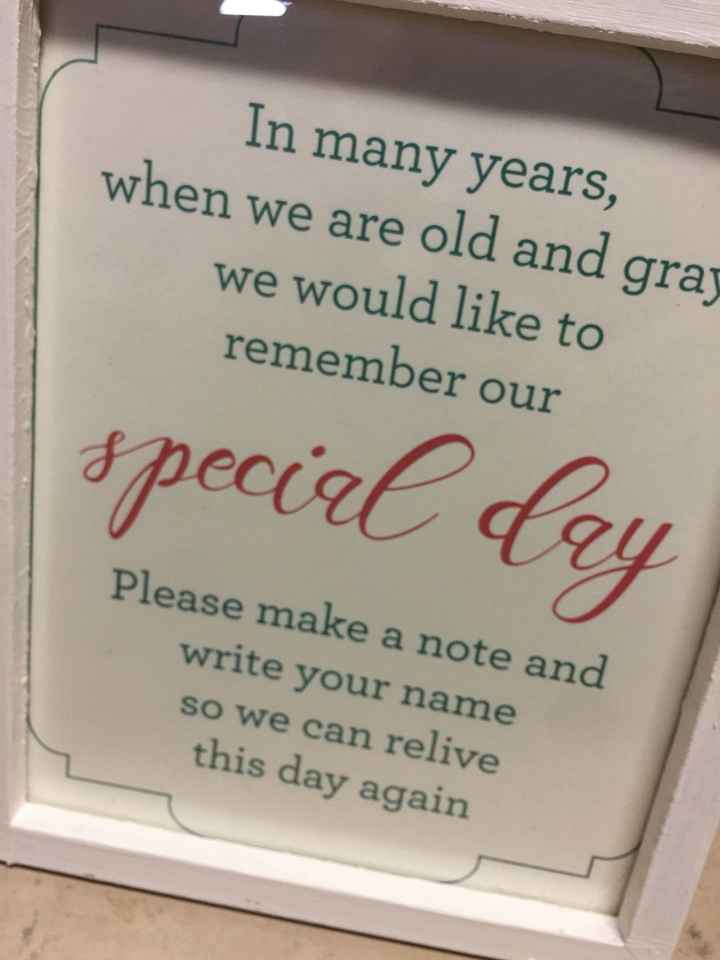 In many years,
when we are old and gray
we would like to
remember our
special day
Please make a note and
write your name
so we can relive
this day again